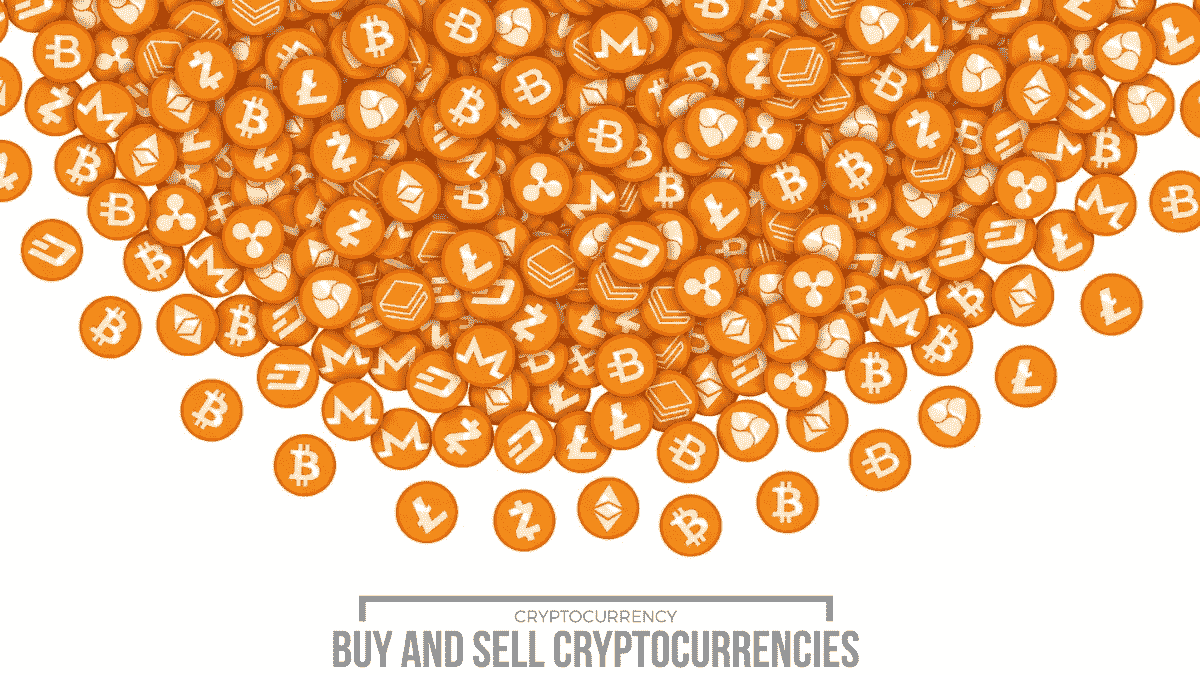 CRYPTOCURRENCY
BUY AND SELL CRYPTOCURRENCIES